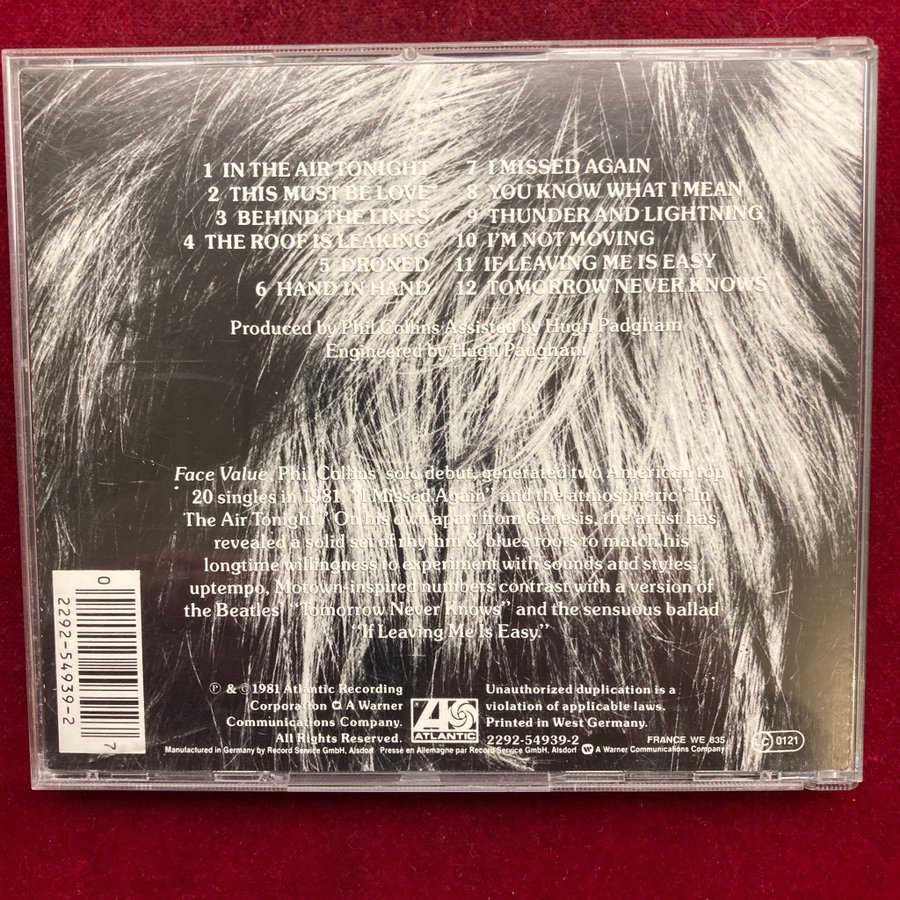 1 IN THE AIR TONIGHT
2 THIS MUST BE LOVE
3 BEHIND THE LINES
4 THE ROOF IS LEAKING
5 DRONED
6 HAND IN HAND
7 I MISSED AGAIN
8 YOU KNOW WHAT I MEAN
9 THUNDER AND LIGHTNING
10 I'M NOT MOVING
11 IF LEAVING ME IS EASY
12 TOMORROW NEVER KNOWS
Produced by Phil Collins Assisted by Hugh Padgham
Engineered by Hugh Padgham
Face Value, Phil Collins' solo debut, generated two American top
20 singles in 1981, "I Missed Again" and the atmospheric "In
The Air Tonight." On his own apart from Genesis, the artist has
revealed a solid set of rhythm & blues roots to match his
longtime willingness to experiment with sounds and styles;
uptempo, Motown-inspired numbers contrast with a version of
the Beatles' "Tomorrow Never Knows" and the sensuous ballad
"If Leaving Me Is Easy."
0 2292-54939-2 7
℗ & © 1981 Atlantic Recording
Corporation A Warner
Communications Company.
All Rights Reserved.
ATLANTIC
Unauthorized duplication is a
violation of applicable laws.
Printed in West Germany.
2292-54939-2
FRANCE WE 835
LC 0121
Manufactured in Germany by Record Service GmbH, Alsdorf Pressé en Allemagne par Record Service GmbH, Alsdorf A Warner Communications Company